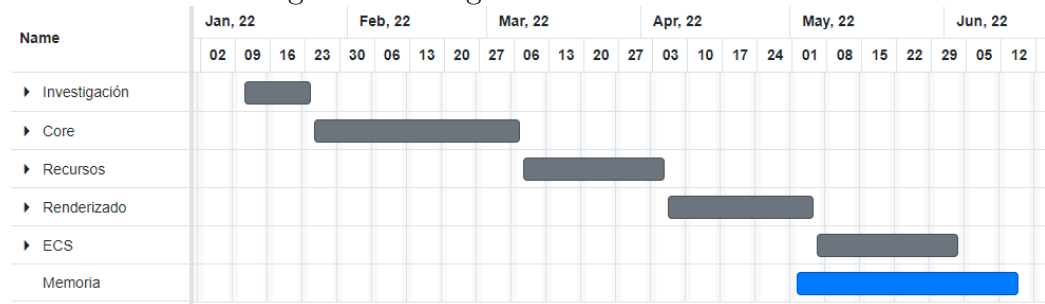 Name
Jan, 22 Feb, 22 Mar, 22 Apr, 22 May, 22 Jun, 22
02 09 16 23 30 06 13 20 27 06 13 20 27 03 10 17 24 01 08 15 22 29 05 12
Investigación
Core
Recursos
Renderizado
ECS
Memoria